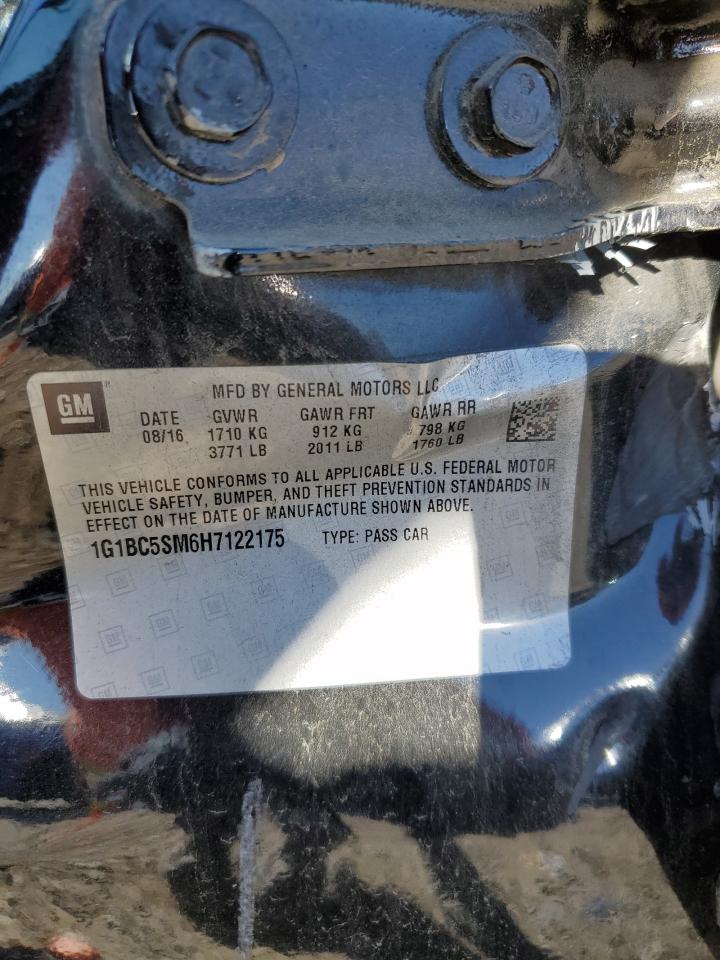 GM
MFD BY GENERAL MOTORS LLC
DATE GVWR GAWR FRT GAWR RR
08/16 1710 KG 912 KG 798 KG
3771 LB 2011 LB 1760 LB
THIS VEHICLE CONFORMS TO ALL APPLICABLE U.S. FEDERAL MOTOR
VEHICLE SAFETY, BUMPER, AND THEFT PREVENTION STANDARDS IN
EFFECT ON THE DATE OF MANUFACTURE SHOWN ABOVE.
1G1BC5SM6H7122175 TYPE: PASS CAR